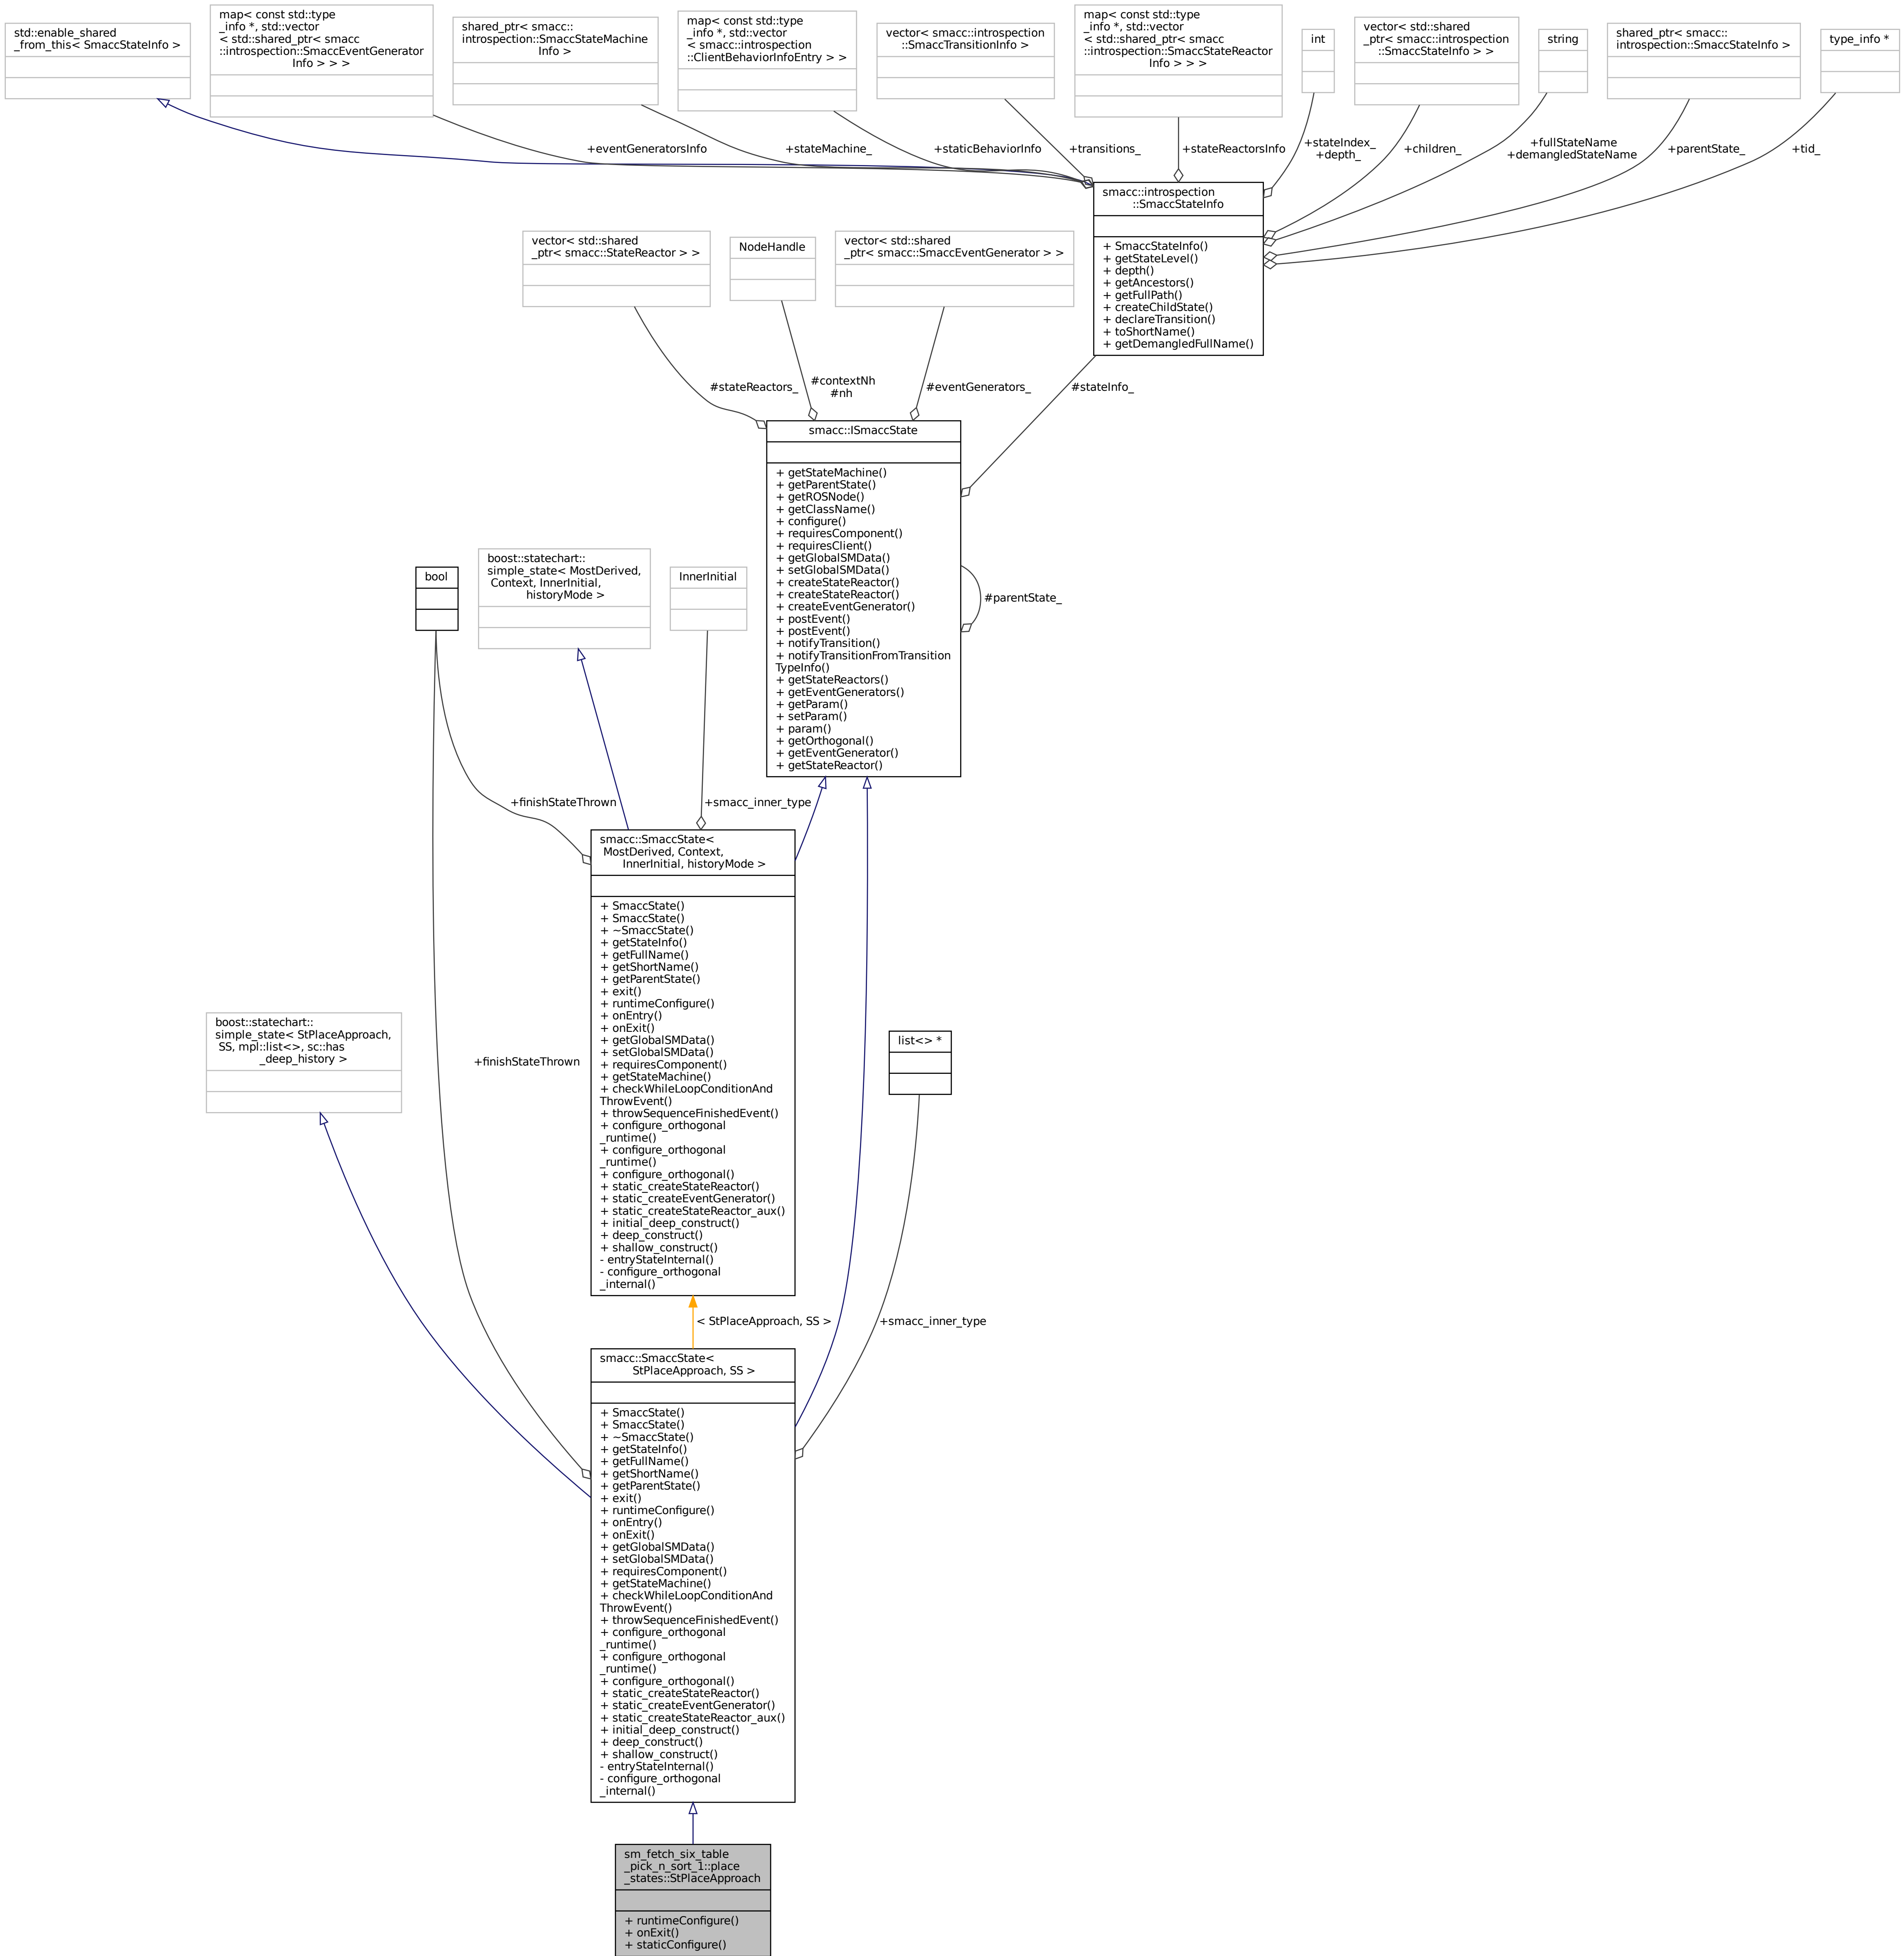 std::enable_shared
_from_this< SmaccStateInfo >
map< const std::type
_info *, std::vector
< std::shared_ptr< smacc
::introspection::SmaccEventGenerator
Info > > >
shared_ptr< smacc::
introspection::SmaccStateMachine
Info >
map< const std::type
_info *, std::vector
< smacc::introspection
::ClientBehaviorInfoEntry > >
vector< smacc::introspection
::SmaccTransitionInfo >
map< const std::type
_info *, std::vector
< std::shared_ptr< smacc
::introspection::SmaccStateReactor
Info > > >
int
vector< std::shared
_ptr< smacc::introspection
::SmaccStateInfo > >
string
shared_ptr< smacc::
introspection::SmaccStateInfo >
type_info *
+eventGeneratorsInfo
+stateMachine_
+staticBehaviorInfo
+transitions_
+stateReactorsInfo
+stateIndex_
+depth_
+children_
+fullStateName
+demangledStateName
+parentState_
+tid_
smacc::introspection
::SmaccStateInfo
+ SmaccStateInfo()
+ getStateLevel()
+ depth()
+ getAncestors()
+ getFullPath()
+ createChildState()
+ declareTransition()
+ toShortName()
+ getDemangledFullName()
vector< std::shared
_ptr< smacc::StateReactor > >
NodeHandle
vector< std::shared
_ptr< smacc::SmaccEventGenerator > >
#stateReactors_
#contextNh
#nh
#eventGenerators_
#stateInfo_
smacc::ISmaccState
+ getStateMachine()
+ getParentState()
+ getROSNode()
+ getClassName()
+ configure()
+ requiresComponent()
+ requiresClient()
+ getGlobalSMData()
+ setGlobalSMData()
+ createStateReactor()
+ createStateReactor()
+ createEventGenerator()
+ postEvent()
+ postEvent()
+ notifyTransition()
+ notifyTransitionFromTransition
TypeInfo()
+ getStateReactors()
+ getEventGenerators()
+ getParam()
+ setParam()
+ param()
+ getOrthogonal()
+ getEventGenerator()
+ getStateReactor()
#parentState_
bool
boost::statechart::
simple_state< MostDerived,
Context, InnerInitial,
historyMode >
InnerInitial
+finishStateThrown
+smacc_inner_type
smacc::SmaccState<
MostDerived, Context,
InnerInitial, historyMode >
+ SmaccState()
+ SmaccState()
+ ~SmaccState()
+ getStateInfo()
+ getFullName()
+ getShortName()
+ getParentState()
+ exit()
+ runtimeConfigure()
+ onEntry()
+ onExit()
+ getGlobalSMData()
+ setGlobalSMData()
+ requiresComponent()
+ getStateMachine()
+ checkWhileLoopConditionAnd
ThrowEvent()
+ throwSequenceFinishedEvent()
+ configure_orthogonal
_runtime()
+ configure_orthogonal
_runtime()
+ configure_orthogonal()
+ static_createStateReactor()
+ static_createEventGenerator()
+ static_createStateReactor_aux()
+ initial_deep_construct()
+ deep_construct()
+ shallow_construct()
- entryStateInternal()
- configure_orthogonal
_internal()
boost::statechart::
simple_state< StPlaceApproach,
SS, mpl::list<>, sc::has
_deep_history >
+finishStateThrown
list<> *
< StPlaceApproach, SS >
+smacc_inner_type
smacc::SmaccState<
StPlaceApproach, SS >
+ SmaccState()
+ SmaccState()
+ ~SmaccState()
+ getStateInfo()
+ getFullName()
+ getShortName()
+ getParentState()
+ exit()
+ runtimeConfigure()
+ onEntry()
+ onExit()
+ getGlobalSMData()
+ setGlobalSMData()
+ requiresComponent()
+ getStateMachine()
+ checkWhileLoopConditionAnd
ThrowEvent()
+ throwSequenceFinishedEvent()
+ configure_orthogonal
_runtime()
+ configure_orthogonal
_runtime()
+ configure_orthogonal()
+ static_createStateReactor()
+ static_createEventGenerator()
+ static_createStateReactor_aux()
+ initial_deep_construct()
+ deep_construct()
+ shallow_construct()
- entryStateInternal()
- configure_orthogonal
_internal()
sm_fetch_six_table
_pick_n_sort_1::place
_states::StPlaceApproach
+ runtimeConfigure()
+ onExit()
+ staticConfigure()